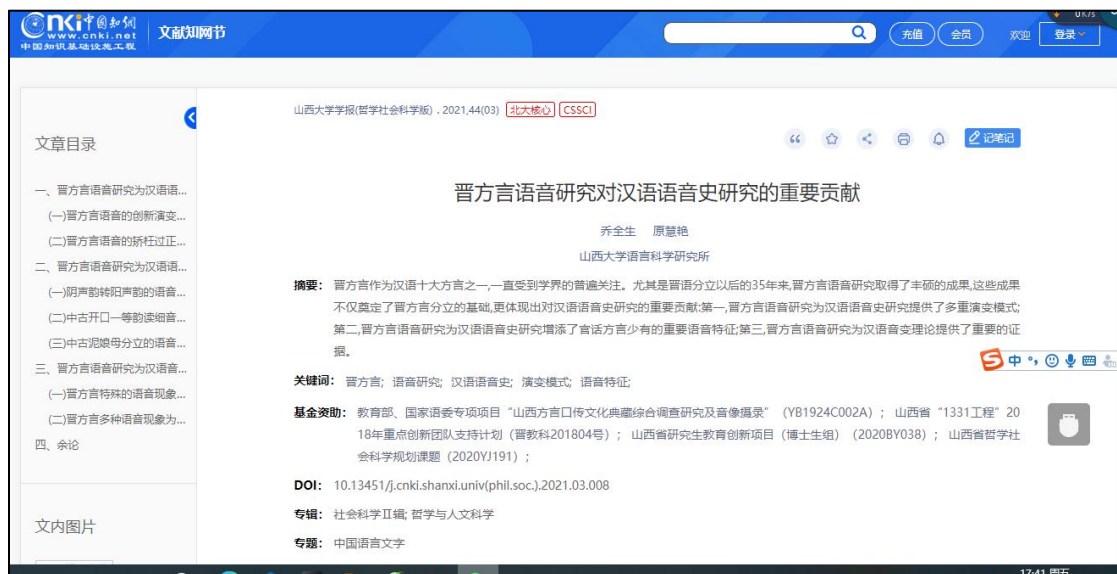 Cnki中国知网
www.cnki.net
中国知识基础设施工程
文献知网节
充值
会员
欢迎
登录
文章目录
一、晋方言语音研究为汉语语...
(一)晋方言语音的创新演变...
(二)晋方言语音的矫枉过正...
二、晋方言语音研究为汉语语...
(一)阴声韵转阳声韵的语音...
(二)中古开口一等韵读细音...
(三)中古泥娘母分立的语音...
三、晋方言语音研究为汉语音...
(一)晋方言特殊的语音现象...
(二)晋方言多种语音现象为...
四、余论
文内图片
山西大学学报(哲学社会科学版) . 2021,44(03) 北大核心 CSSCI
记笔记
晋方言语音研究对汉语语音史研究的重要贡献
乔全生 原慧艳
山西大学语言科学研究所
摘要: 晋方言作为汉语十大方言之一,一直受到学界的普遍关注。尤其是晋语分立以后的35年来,晋方言语音研究取得了丰硕的成果,这些成果
不仅奠定了晋方言分立的基础,更体现出对汉语语音史研究的重要贡献:第一,晋方言语音研究为汉语语音史研究提供了多重演变模式;
第二,晋方言语音研究为汉语语音史研究增添了官话方言少有的重要语音特征;第三,晋方言语音研究为汉语音变理论提供了重要的证
据。
关键词: 晋方言; 语音研究; 汉语语音史; 演变模式; 语音特征;
基金资助: 教育部、国家语委专项项目“山西方言口传文化典藏综合调查研究及音像摄录” (YB1924C002A) ; 山西省“1331工程”20
18年重点创新团队支持计划 (晋教科201804号) ; 山西省研究生教育创新项目 (博士生组) (2020BY038) ; 山西省哲学社
会科学规划课题 (2020YJ191) ;
DOI: 10.13451/j.cnki.shanxi.univ(phil.soc.).2021.03.008
专辑: 社会科学Ⅱ辑; 哲学与人文科学
专题: 中国语言文字
中
17:41 周五